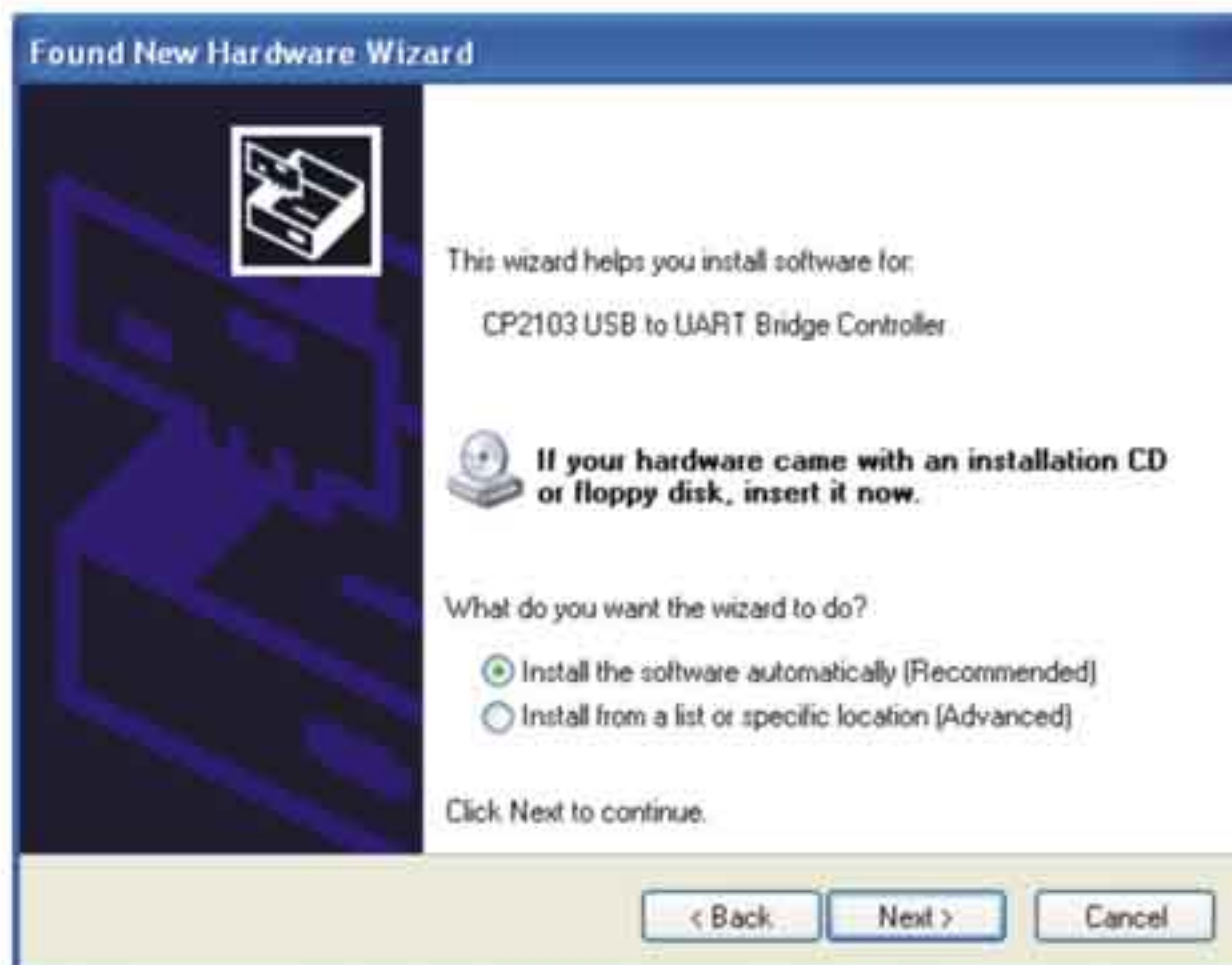 Found New Hardware Wizard
This wizard helps you install software for:
CP2103 USB to UART Bridge Controller
If your hardware came with an installation CD
or floppy disk, insert it now.
What do you want the wizard to do?
Install the software automatically (Recommended)
Install from a list or specific location (Advanced)
Click Next to continue.
< Back
Next >
Cancel